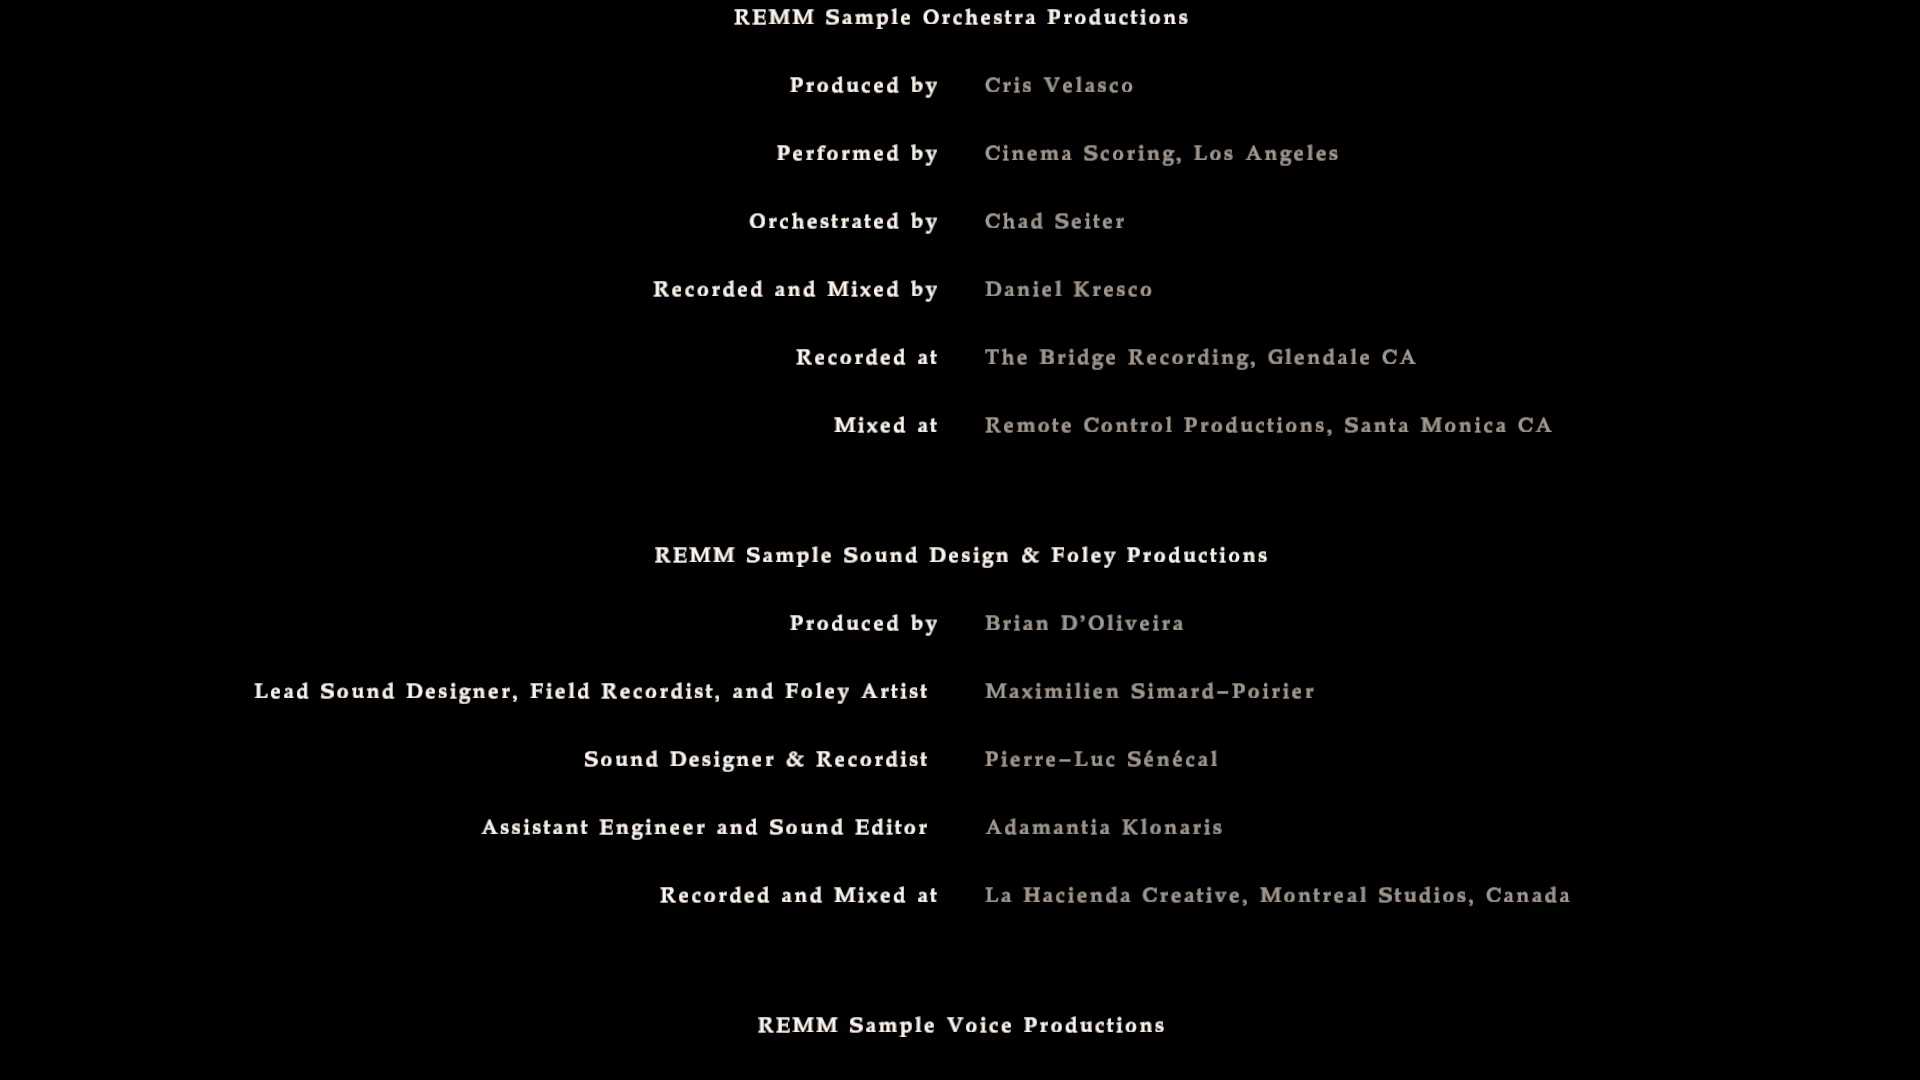 REMM Sample Orchestra Productions
Produced by Cris Velasco
Performed by Cinema Scoring, Los Angeles
Orchestrated by Chad Seiter
Recorded and Mixed by Daniel Kresco
Recorded at The Bridge Recording, Glendale CA
Mixed at Remote Control Productions, Santa Monica CA
REMM Sample Sound Design & Foley Productions
Produced by Brian D’Oliveira
Lead Sound Designer, Field Recordist, and Foley Artist Maximilien Simard–Poirier
Sound Designer & Recordist Pierre–Luc Sénécal
Assistant Engineer and Sound Editor Adamantia Klonaris
Recorded and Mixed at La Hacienda Creative, Montreal Studios, Canada
REMM Sample Voice Productions